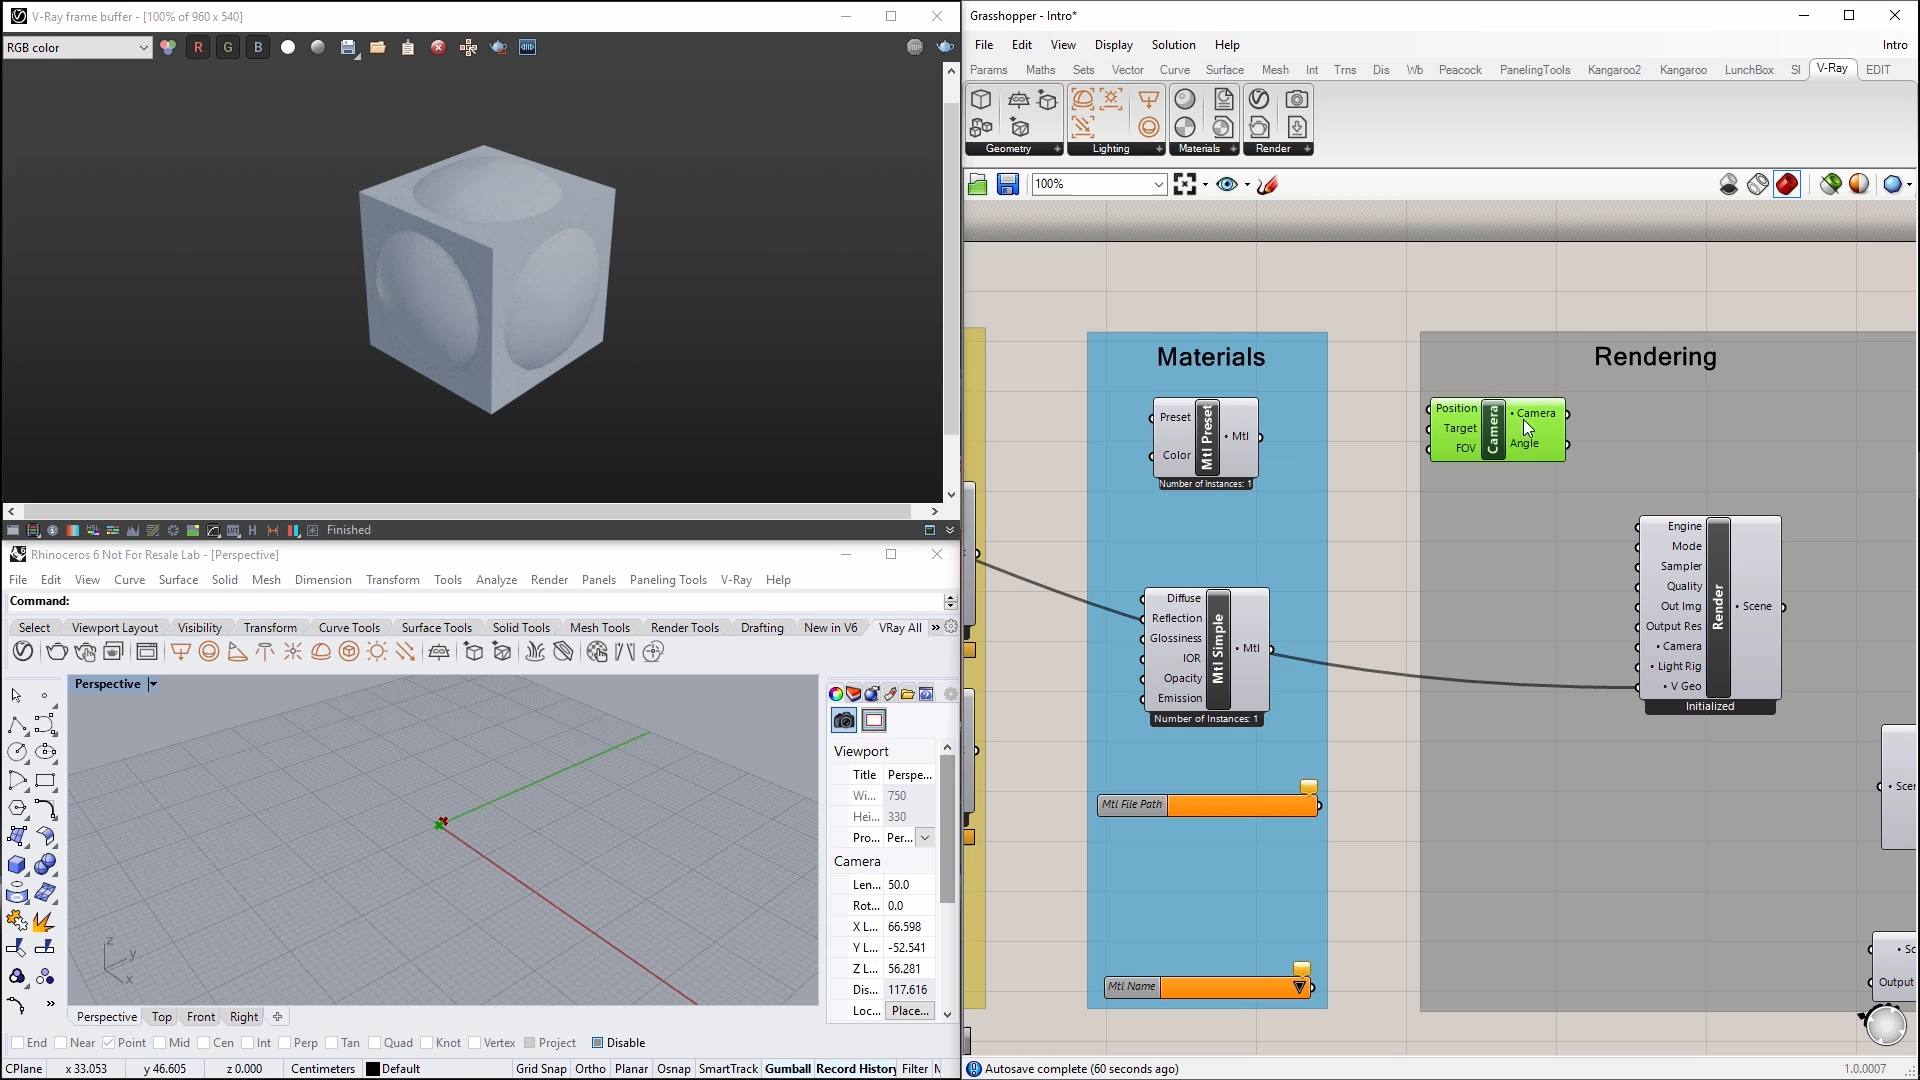 V-Ray frame buffer - [100% of 960 x 540]
RGB color
R G B
STOP
Finished
Rhinoceros 6 Not For Resale Lab - [Perspective]
File Edit View Curve Surface Solid Mesh Dimension Transform Tools Analyze Render Panels Paneling Tools V-Ray Help
Command:
Select Viewport Layout Visibility Transform Curve Tools Surface Tools Solid Tools Mesh Tools Render Tools Drafting New in V6 VRay All »
Perspective
z
y
x
Viewport
Title Perspe...
Wi... 750
Hei... 330
Pro... Per...
Camera
Len... 50.0
Rot... 0.0
X L... 66.598
Y L... -52.541
Z L... 56.281
Dis... 117.616
Loc... Place...
Perspective Top Front Right
End Near Point Mid Cen Int Perp Tan Quad Knot Vertex Project Disable
CPlane x 33.053 y 46.605 z 0.000 Centimeters Default Grid Snap Ortho Planar Osnap SmartTrack Gumball Record History Filter
Grasshopper - Intro*
File Edit View Display Solution Help Intro
Params Maths Sets Vector Curve Surface Mesh Int Trns Dis Wb Peacock PanelingTools Kangaroo2 Kangaroo LunchBox SI V-Ray EDIT
Geometry Lighting Materials Render
100%
Materials
Preset
Color
Mtl Preset
Mtl
Number of Instances: 1
Diffuse
Reflection
Glossiness
IOR
Opacity
Emission
Mtl Simple
Mtl
Number of Instances: 1
Mtl File Path
Mtl Name
Rendering
Position
Target
FOV
Camera
Camera
Angle
Engine
Mode
Sampler
Quality
Out Img
Output Res
Camera
Light Rig
V Geo
Render
Scene
Initialized
Output
Autosave complete (60 seconds ago)
1.0.0007